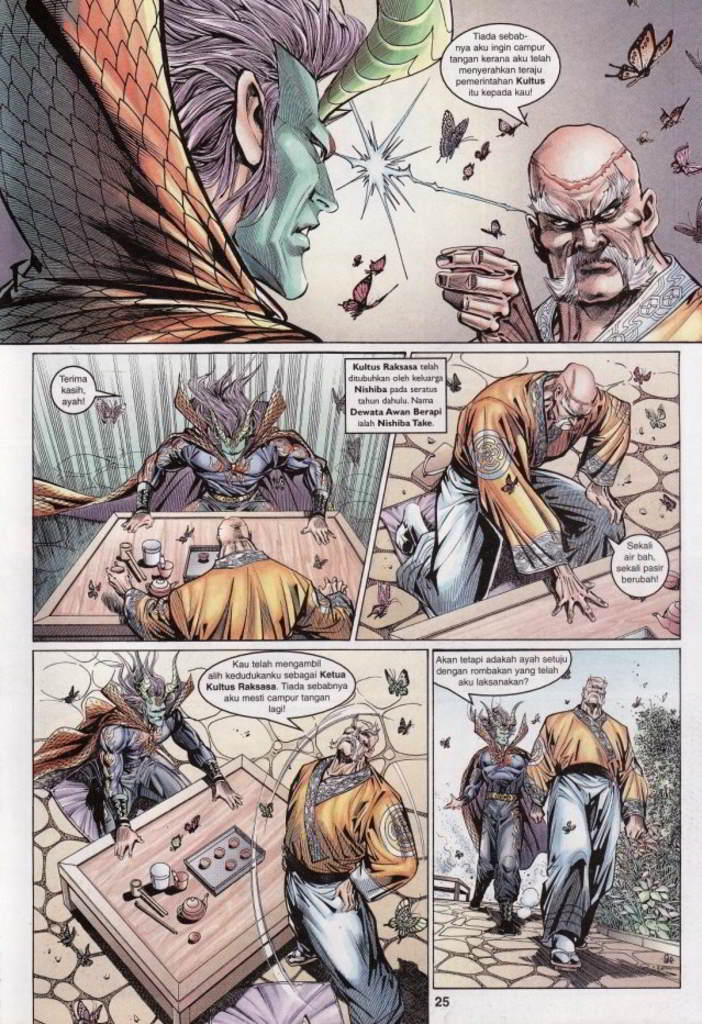 Tiada sebab-
nya aku ingin campur
tangan kerana aku telah
menyerahkan teraju
pemerintahan Kultus
itu kepada kau!
Terima
kasih,
ayah!
Kultus Raksasa telah
ditubuhkan oleh keluarga
Nishiba pada seratus
tahun dahulu. Nama
Dewata Awan Berapi
ialah Nishiba Take.
Sekali
air bah,
sekali pasir
berubah!
Kau telah mengambil
alih kedudukanku sebagai Ketua
Kultus Raksasa. Tiada sebabnya
aku mesti campur tangan
lagi!
Akan tetapi adakah ayah setuju
dengan rombakan yang telah
aku laksanakan?
25